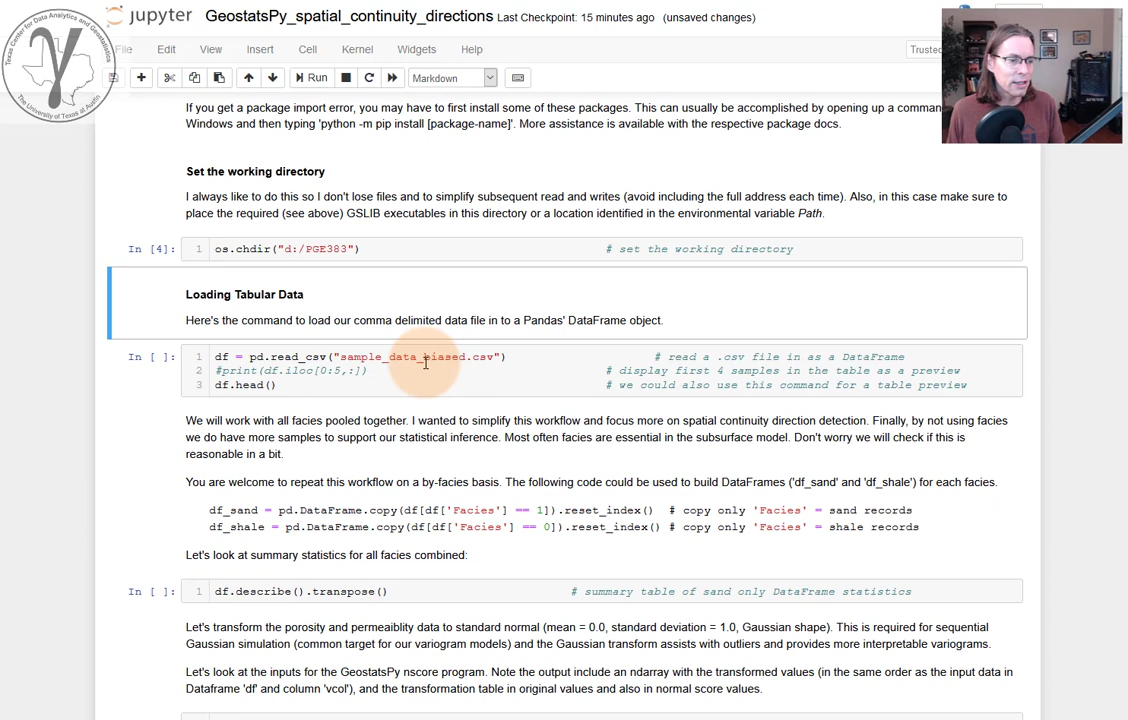 jupyter GeostatsPy_spatial_continuity_directions Last Checkpoint: 15 minutes ago (unsaved changes)
Texas Center for Data Analytics and Geostatistics
The University of Texas at Austin
File Edit View Insert Cell Kernel Widgets Help
Trusted
Run Markdown
If you get a package import error, you may have to first install some of these packages. This can usually be accomplished by opening up a
Windows and then typing 'python -m pip install [package-name]'. More assistance is available with the respective package docs.
Set the working directory
I always like to do this so I don't lose files and to simplify subsequent read and writes (avoid including the full address each time). Also, in this case make sure to
place the required (see above) GSLIB executables in this directory or a location identified in the environmental variable Path.
In [4]: 1 os.chdir("d:/PGE383") # set the working directory
Loading Tabular Data
Here's the command to load our comma delimited data file in to a Pandas' DataFrame object.
In [ ]: 1 df = pd.read_csv("sample_data_biased.csv") # read a .csv file in as a DataFrame
2 #print(df.iloc[0:5,:]) # display first 4 samples in the table as a preview
3 df.head() # we could also use this command for a table preview
We will work with all facies pooled together. I wanted to simplify this workflow and focus more on spatial continuity direction detection. Finally, by not using facies
we do have more samples to support our statistical inference. Most often facies are essential in the subsurface model. Don't worry we will check if this is
reasonable in a bit.
You are welcome to repeat this workflow on a by-facies basis. The following code could be used to build DataFrames ('df_sand' and 'df_shale') for each facies.
df_sand = pd.DataFrame.copy(df[df['Facies'] == 1]).reset_index() # copy only 'Facies' = sand records
df_shale = pd.DataFrame.copy(df[df['Facies'] == 0]).reset_index() # copy only 'Facies' = shale records
Let's look at summary statistics for all facies combined:
In [ ]: 1 df.describe().transpose() # summary table of sand only DataFrame statistics
Let's transform the porosity and permeaiblity data to standard normal (mean = 0.0, standard deviation = 1.0, Gaussian shape). This is required for sequential
Gaussian simulation (common target for our variogram models) and the Gaussian transform assists with outliers and provides more interpretable variograms.
Let's look at the inputs for the GeostatsPy nscore program. Note the output include an ndarray with the transformed values (in the same order as the input data in
Dataframe 'df' and column 'vcol'), and the transformation table in original values and also in normal score values.